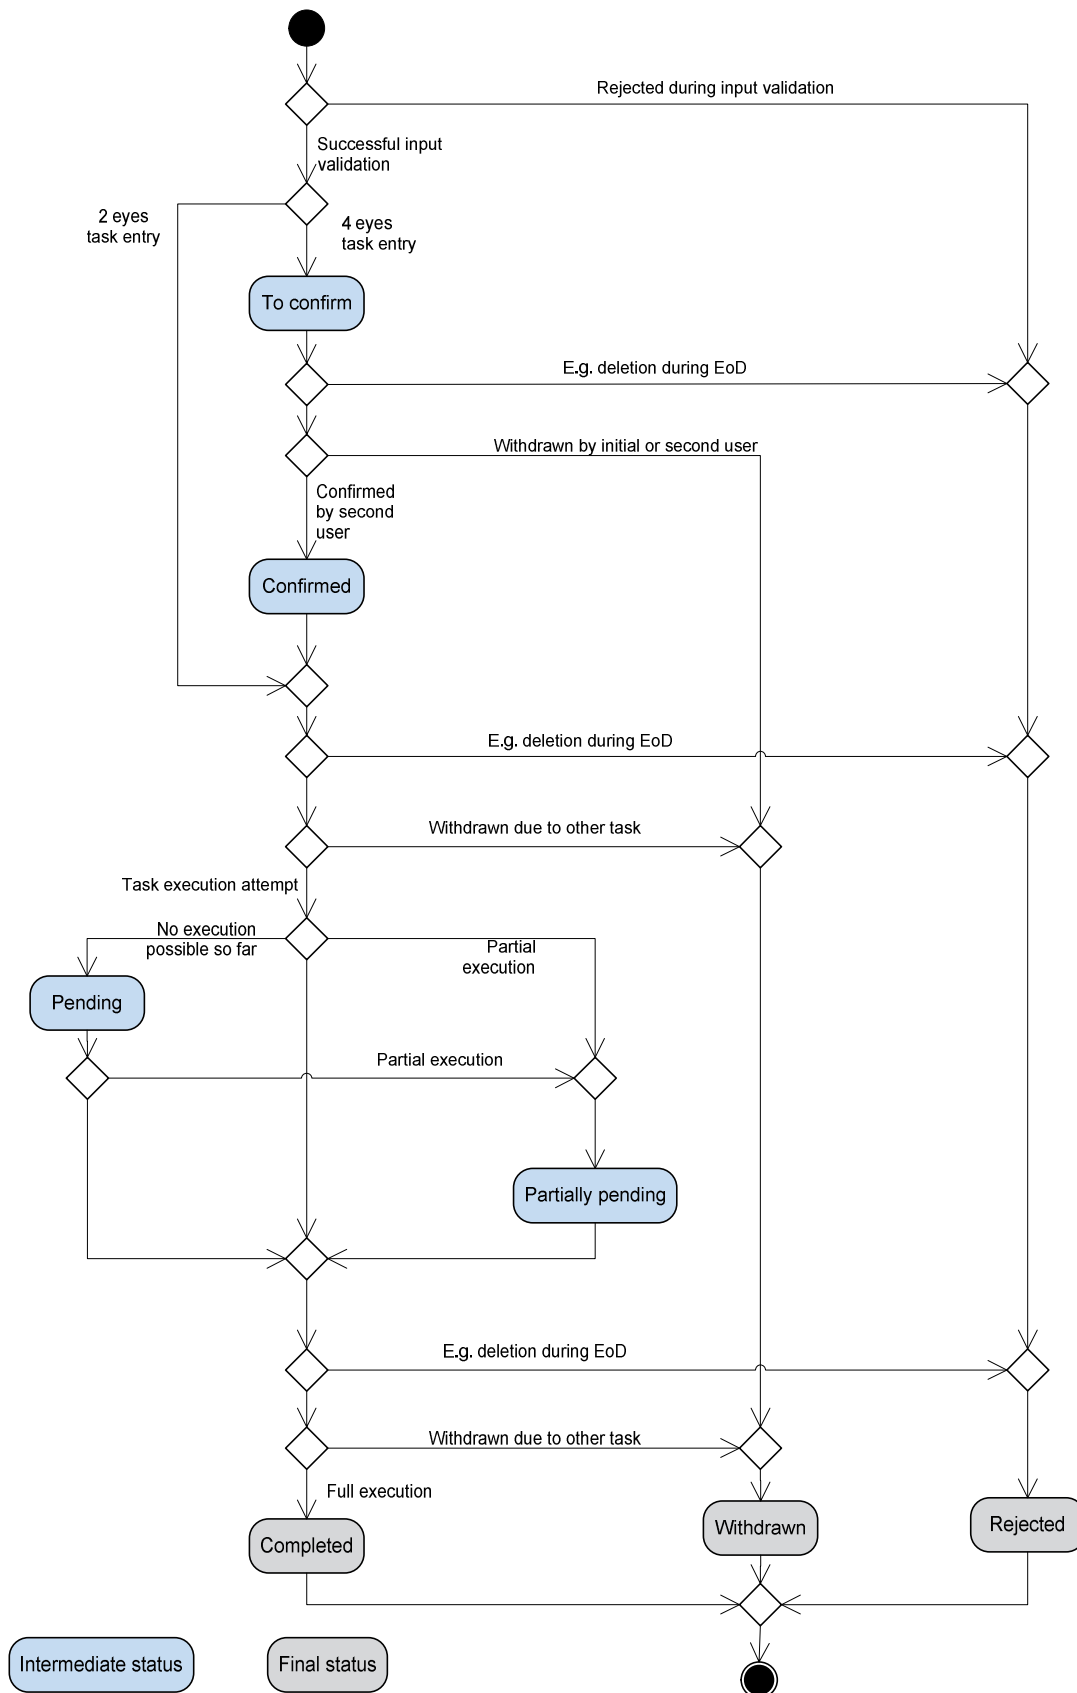 Rejected during input validation
Successful input
validation
2 eyes
task entry
4 eyes
task entry
To confirm
E.g. deletion during EoD
Withdrawn by initial or second user
Confirmed
by second
user
Confirmed
E.g. deletion during EoD
Withdrawn due to other task
Task execution attempt
No execution
possible so far
Partial
execution
Pending
Partial execution
Partially pending
E.g. deletion during EoD
Withdrawn due to other task
Full execution
Completed
Withdrawn
Rejected
Intermediate status
Final status